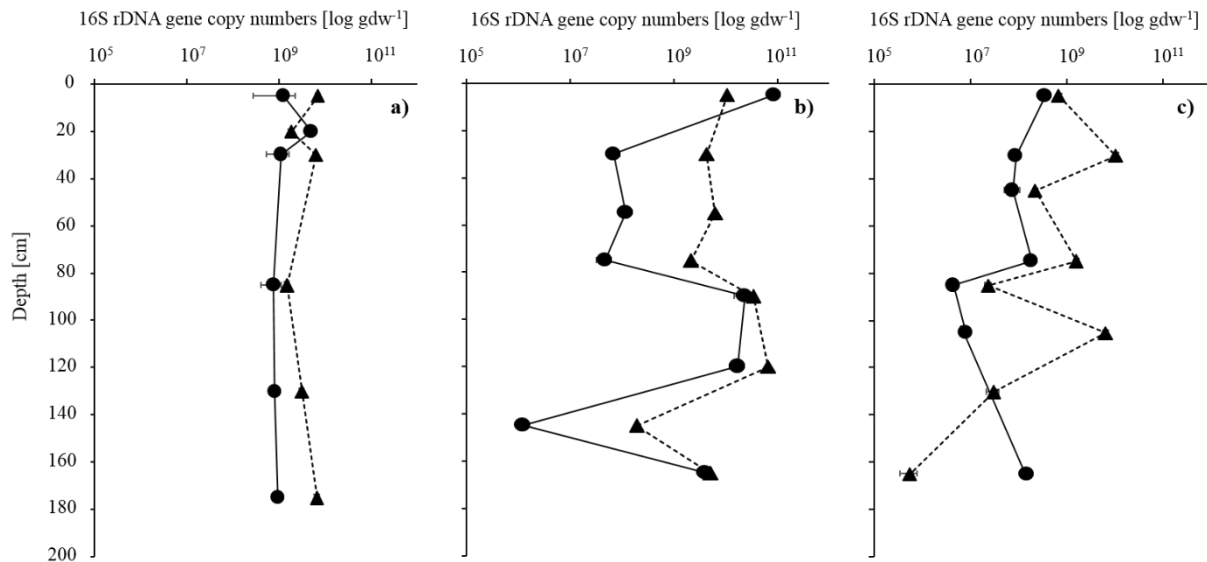 16S rDNA gene copy numbers [log gdw⁻¹] 16S rDNA gene copy numbers [log gdw⁻¹] 16S rDNA gene copy numbers [log gdw⁻¹]
10⁵ 10⁷ 10⁹ 10¹¹ 10⁵ 10⁷ 10⁹ 10¹¹ 10⁵ 10⁷ 10⁹ 10¹¹
0
a) b) c)
20
40
60
80
Depth [cm]
100
120
140
160
180
200